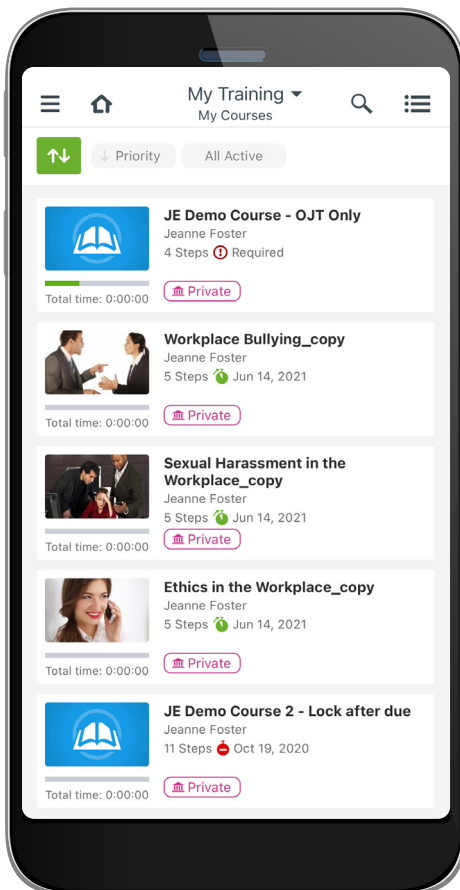 My Training
My Courses
Priority
All Active
JE Demo Course - OJT Only
Jeanne Foster
4 Steps Required
Total time: 0:00:00
Private
Workplace Bullying_copy
Jeanne Foster
5 Steps Jun 14, 2021
Total time: 0:00:00
Private
Sexual Harassment in the
Workplace_copy
Jeanne Foster
5 Steps Jun 14, 2021
Total time: 0:00:00
Private
Ethics in the Workplace_copy
Jeanne Foster
5 Steps Jun 14, 2021
Total time: 0:00:00
Private
JE Demo Course 2 - Lock after due
Jeanne Foster
11 Steps Oct 19, 2020
Total time: 0:00:00
Private